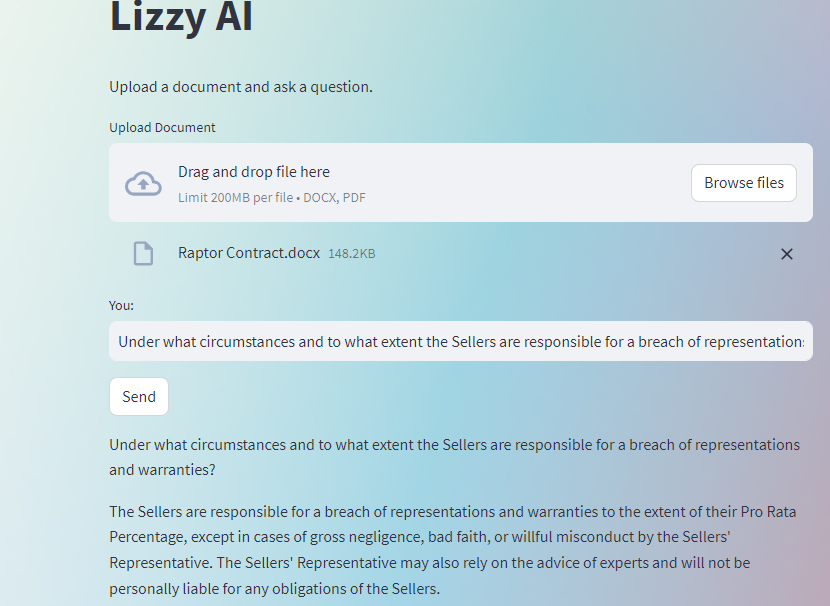 Lizzy AI
Upload a document and ask a question.
Upload Document
Drag and drop file here
Limit 200MB per file • DOCX, PDF
Browse files
Raptor Contract.docx 148.2KB
You:
Under what circumstances and to what extent the Sellers are responsible for a breach of representation
Send
Under what circumstances and to what extent the Sellers are responsible for a breach of representations
and warranties?
The Sellers are responsible for a breach of representations and warranties to the extent of their Pro Rata
Percentage, except in cases of gross negligence, bad faith, or willful misconduct by the Sellers'
Representative. The Sellers' Representative may also rely on the advice of experts and will not be
personally liable for any obligations of the Sellers.